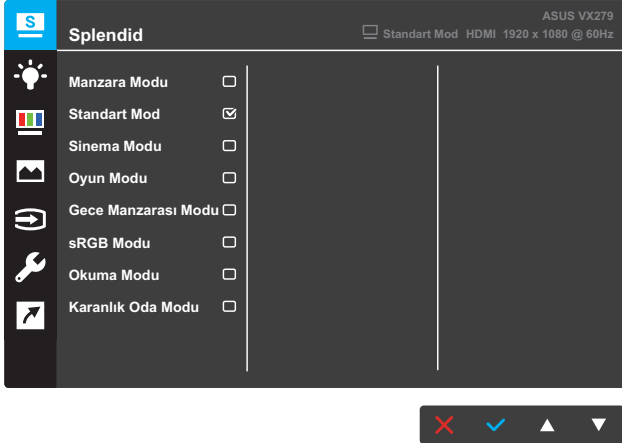 S
ASUS VX279
Splendid
Standart Mod HDMI 1920 x 1080 @ 60Hz
Manzara Modu
Standart Mod
Sinema Modu
Oyun Modu
Gece Manzarası Modu
sRGB Modu
Okuma Modu
Karanlık Oda Modu